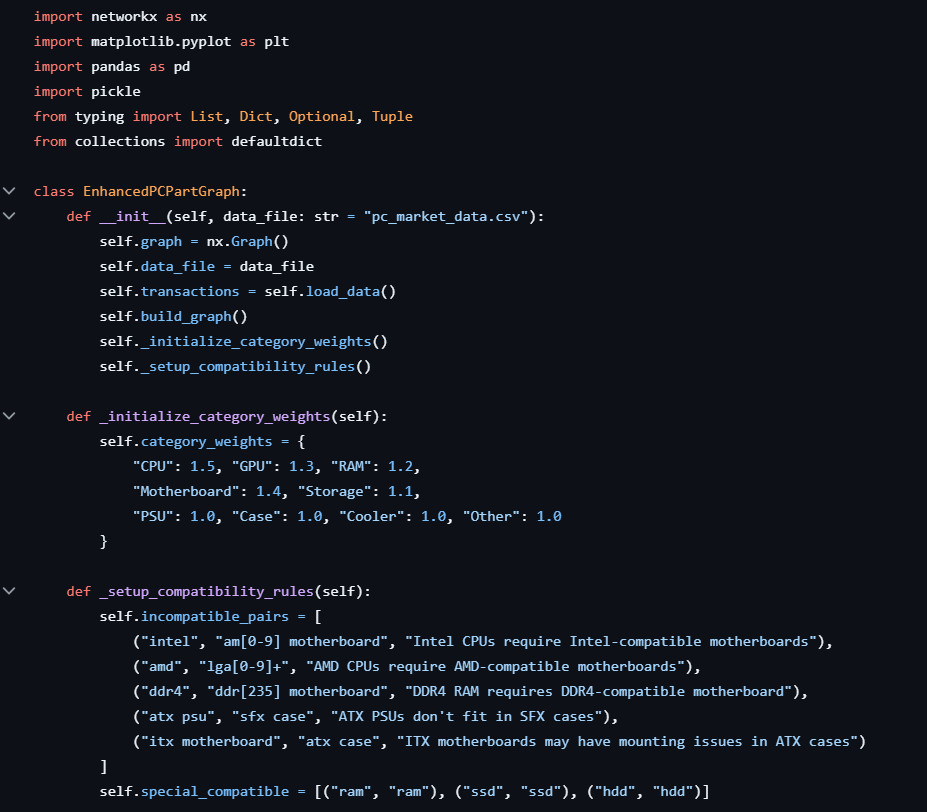 import networkx as nx
import matplotlib.pyplot as plt
import pandas as pd
import pickle
from typing import List, Dict, Optional, Tuple
from collections import defaultdict

class EnhancedPCPartGraph:
    def __init__(self, data_file: str = "pc_market_data.csv"):
        self.graph = nx.Graph()
        self.data_file = data_file
        self.transactions = self.load_data()
        self.build_graph()
        self._initialize_category_weights()
        self._setup_compatibility_rules()

    def _initialize_category_weights(self):
        self.category_weights = {
            "CPU": 1.5, "GPU": 1.3, "RAM": 1.2,
            "Motherboard": 1.4, "Storage": 1.1,
            "PSU": 1.0, "Case": 1.0, "Cooler": 1.0, "Other": 1.0
        }

    def _setup_compatibility_rules(self):
        self.incompatible_pairs = [
            ("intel", "am[0-9] motherboard", "Intel CPUs require Intel-compatible motherboards"),
            ("amd", "lga[0-9]+", "AMD CPUs require AMD-compatible motherboards"),
            ("ddr4", "ddr[235] motherboard", "DDR4 RAM requires DDR4-compatible motherboard"),
            ("atx psu", "sfx case", "ATX PSUs don't fit in SFX cases"),
            ("itx motherboard", "atx case", "ITX motherboards may have mounting issues in ATX cases")
        ]
        self.special_compatible = [("ram", "ram"), ("ssd", "ssd"), ("hdd", "hdd")]